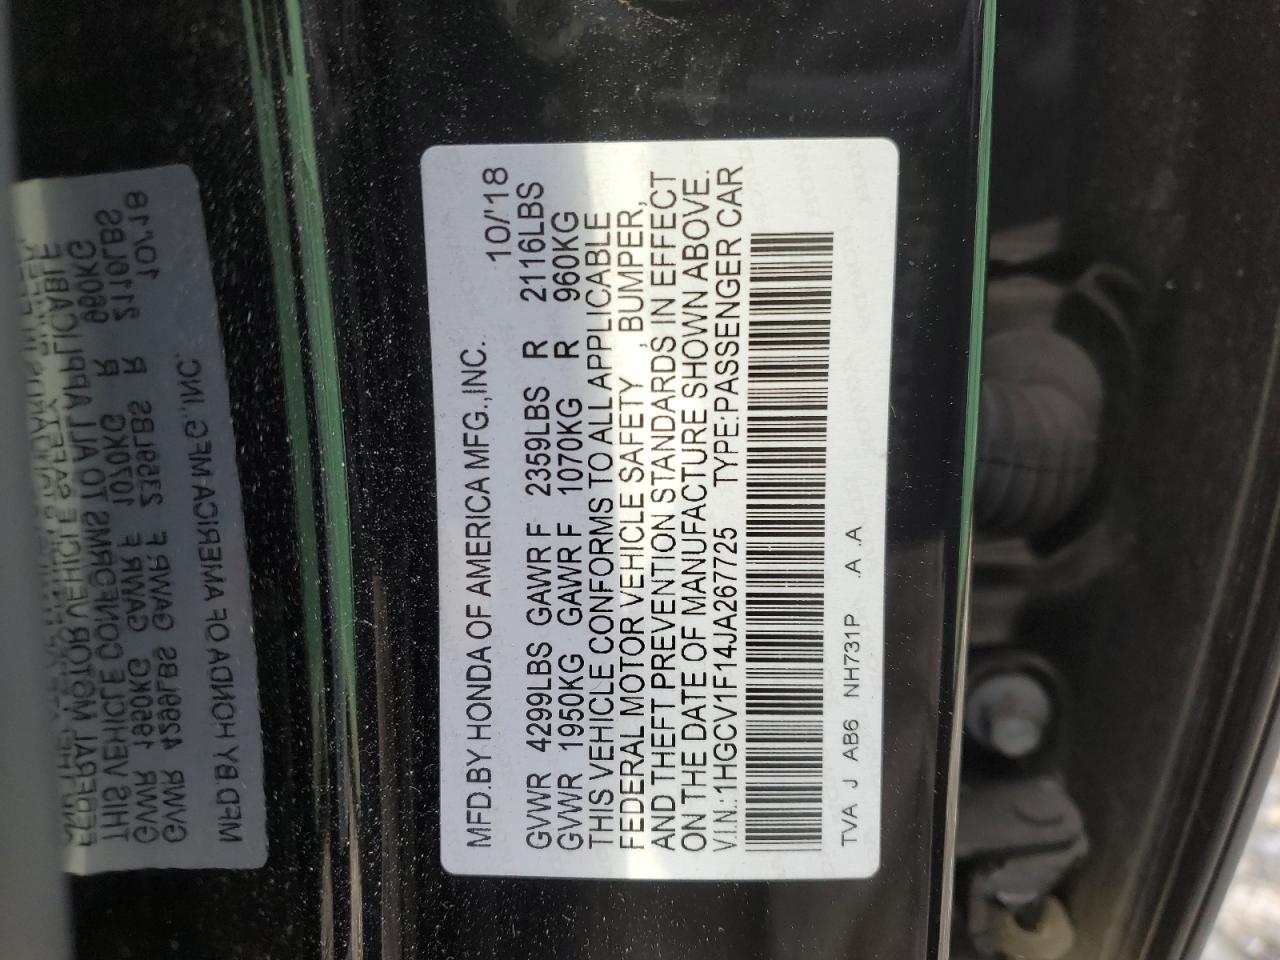 MFD.BY HONDA OF AMERICA MFG.,INC. 10/'18
GVWR 4299LBS GAWR F 2359LBS R 2116LBS
GVWR 1950KG GAWR F 1070KG R 960KG
THIS VEHICLE CONFORMS TO ALL APPLICABLE
FEDERAL MOTOR VEHICLE SAFETY , BUMPER,
AND THEFT PREVENTION STANDARDS IN EFFECT
ON THE DATE OF MANUFACTURE SHOWN ABOVE.
V.I.N.:1HGCV1F14JA267725 TYPE:PASSENGER CAR
TVA J AB6 NH731P .A .A